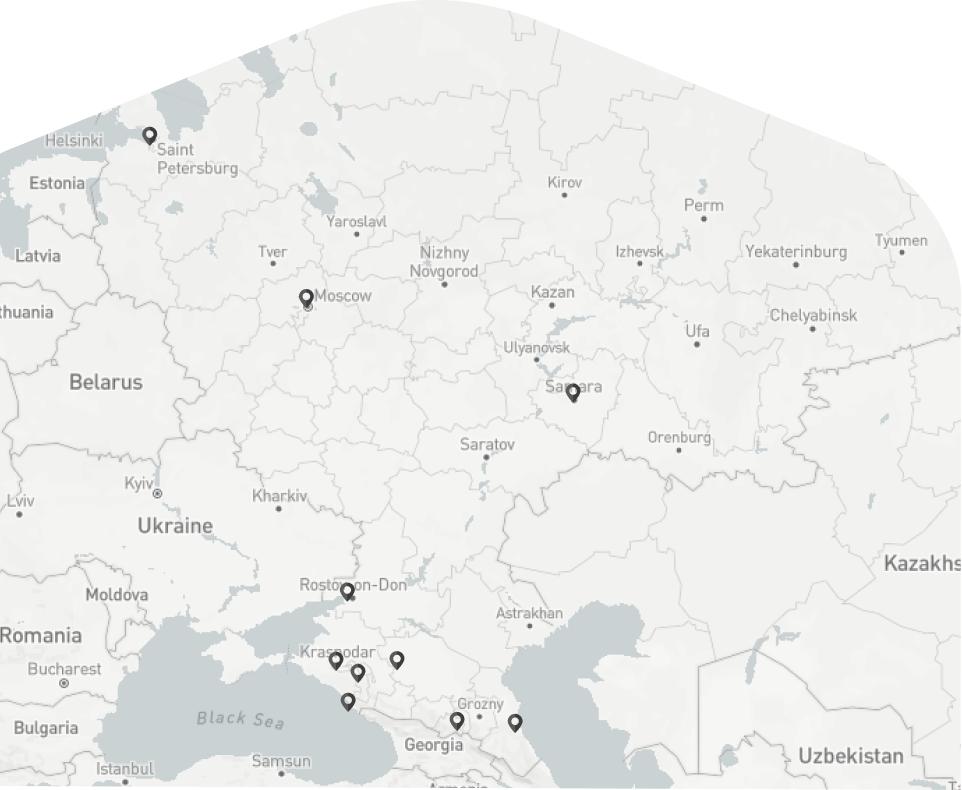 Helsinki
Saint
Petersburg
Estonia
Kirov
Perm
Yaroslavl
Latvia
Tver
Nizhny
Novgorod
Izhevsk
Yekaterinburg
Tyumen
Moscow
Kazan
thuania
Chelyabinsk
Ufa
Ulyanovsk
Belarus
Samara
Saratov
Orenburg
Kyiv
Lviv
Kharkiv
Ukraine
Kazakhs
Rostov-on-Don
Moldova
Astrakhan
Romania
Krasnodar
Bucharest
Grozny
Black Sea
Bulgaria
Georgia
Uzbekistan
Istanbul
Samsun
Armenia